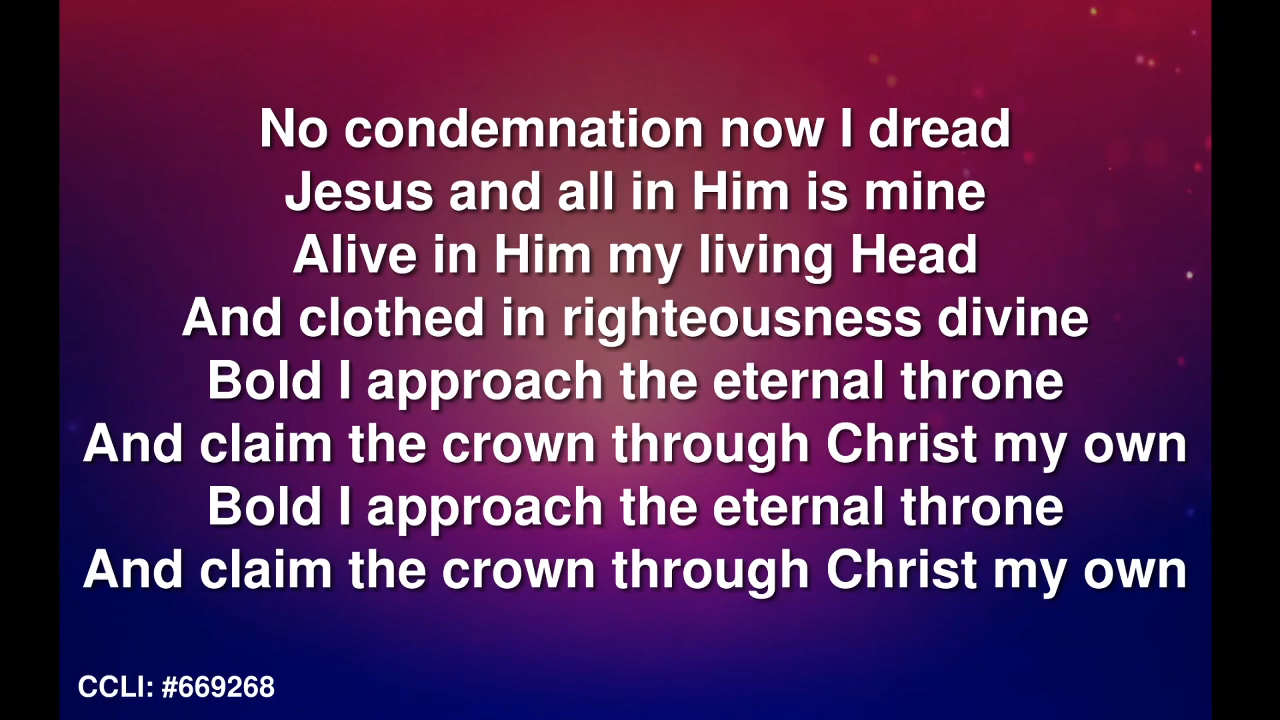 No condemnation now I dread
Jesus and all in Him is mine
Alive in Him my living Head
And clothed in righteousness divine
Bold I approach the eternal throne
And claim the crown through Christ my own
Bold I approach the eternal throne
And claim the crown through Christ my own
CCLI: #669268